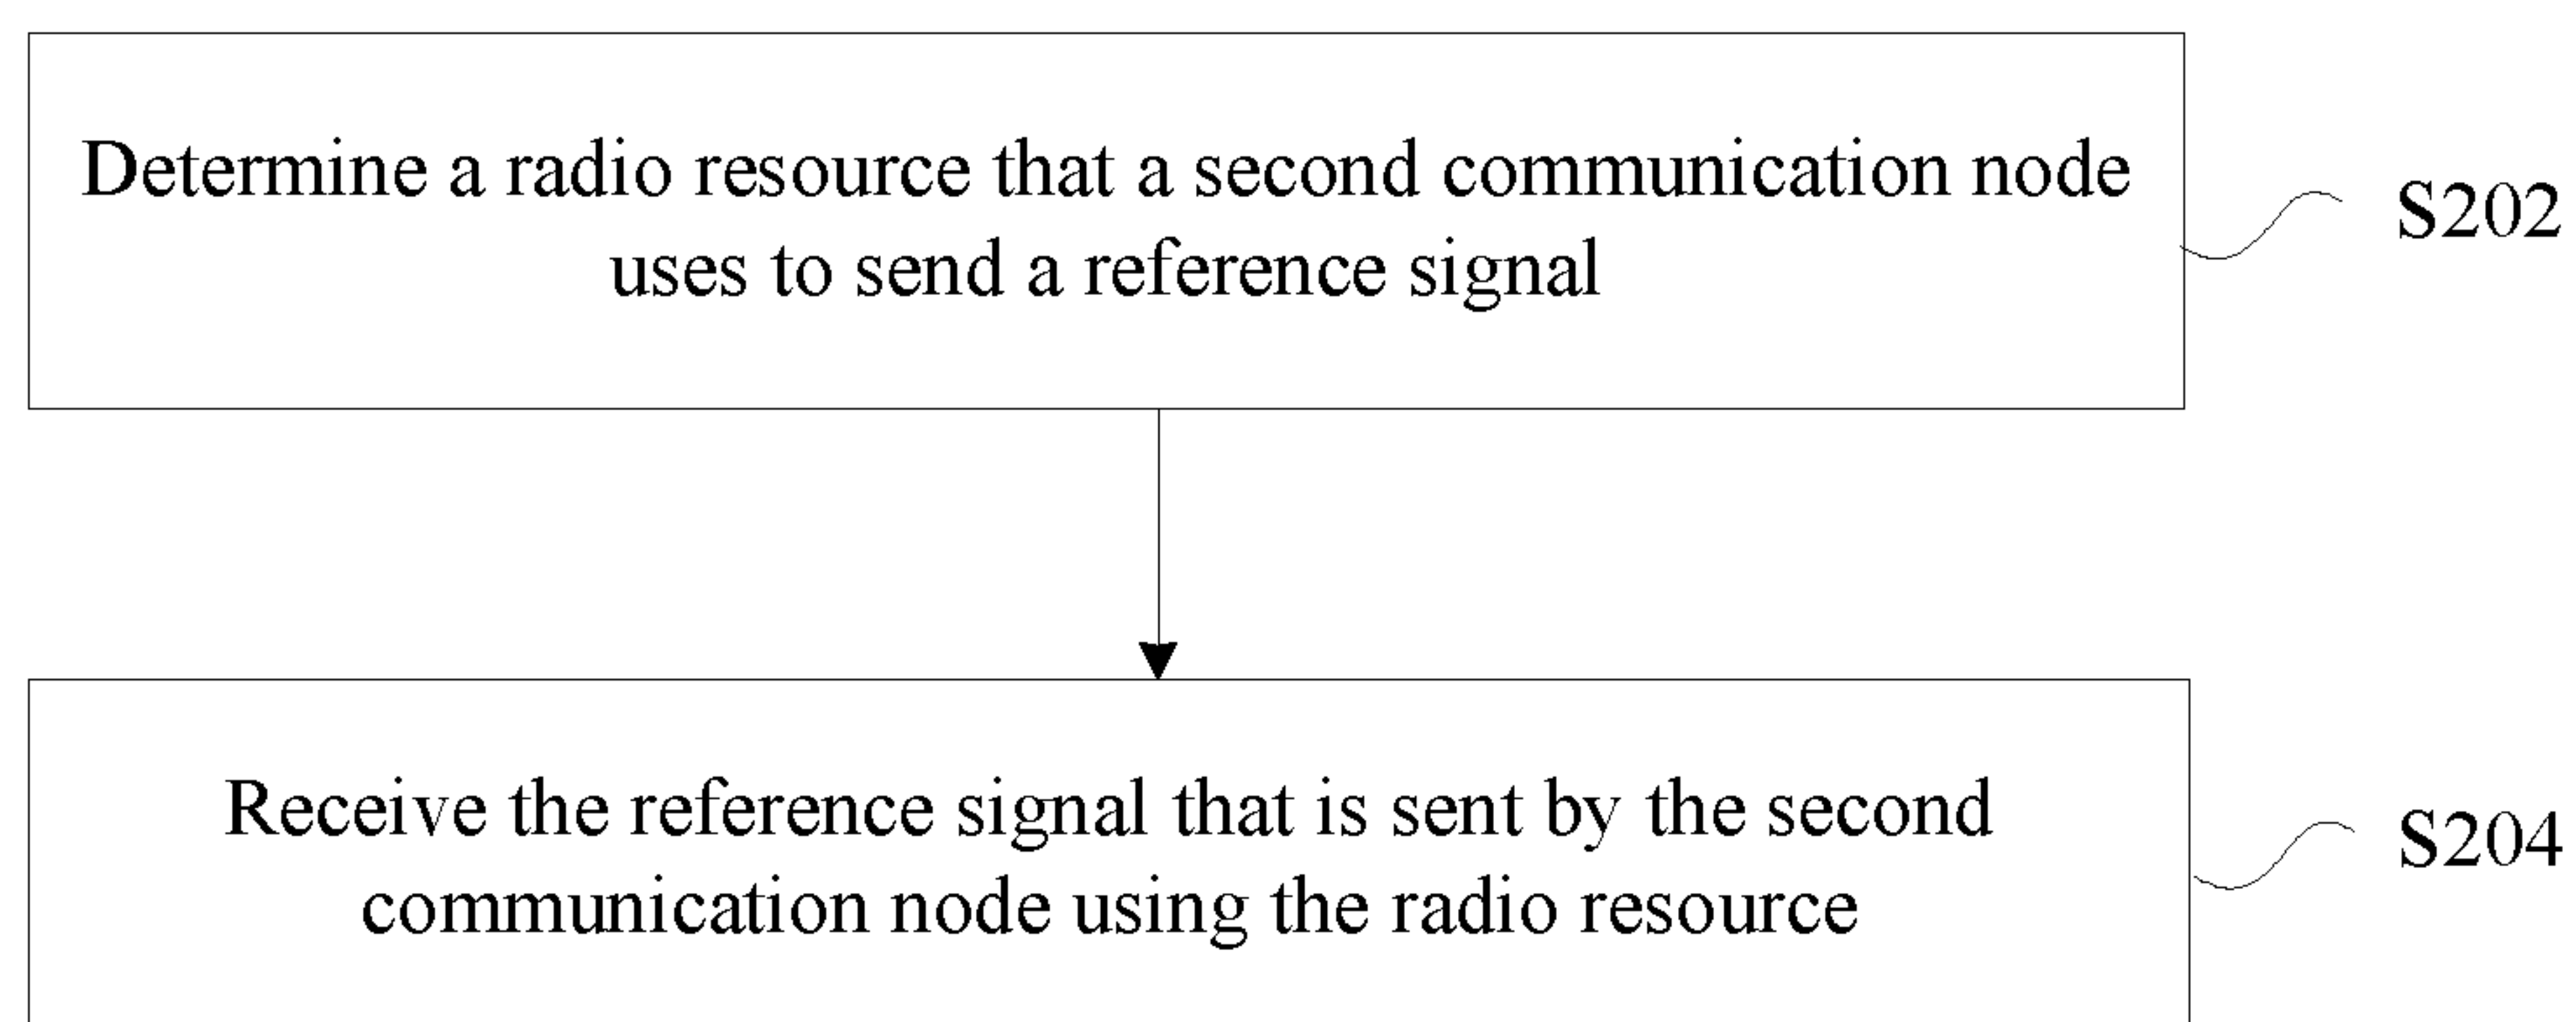 Determine a radio resource that a second communication node
uses to send a reference signal
S202
Receive the reference signal that is sent by the second
communication node using the radio resource
S204